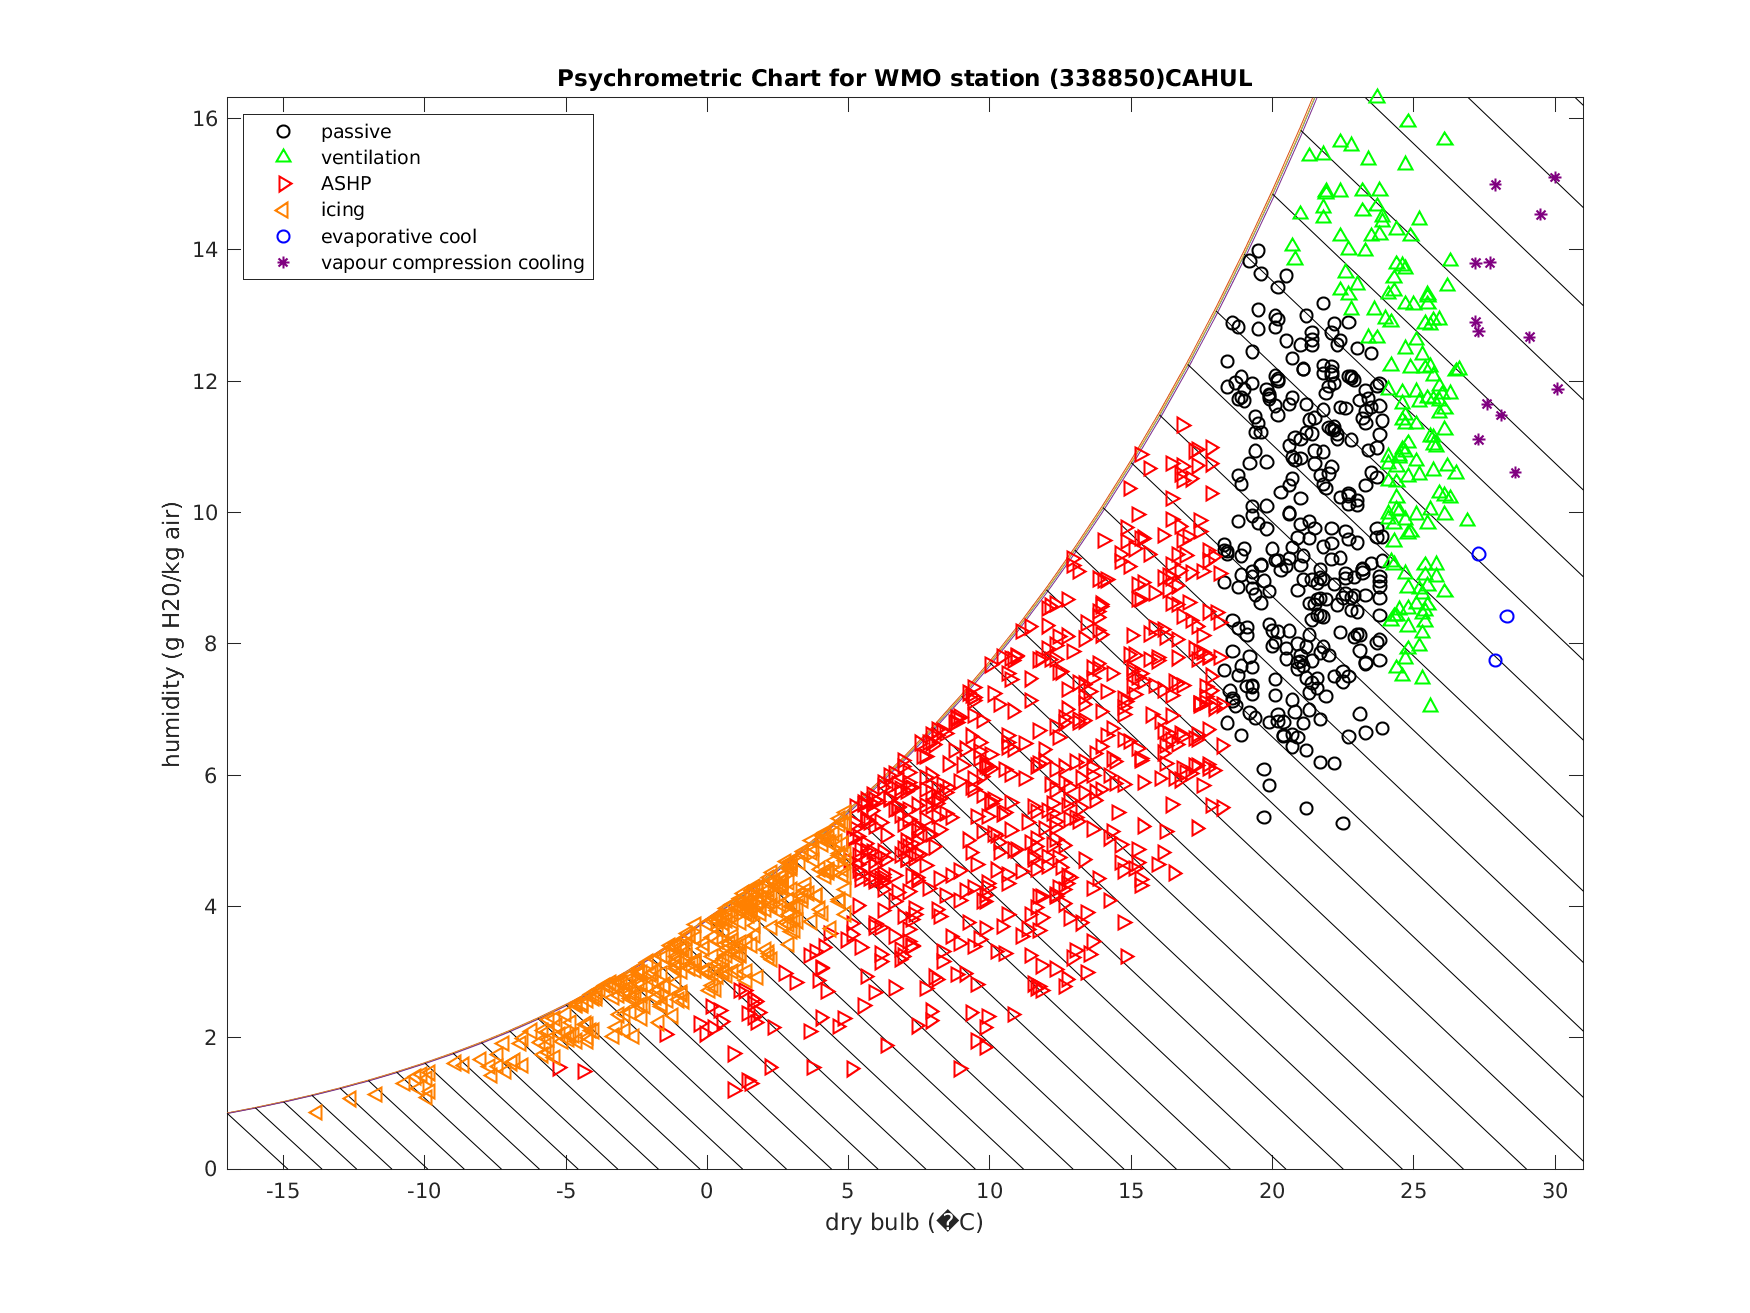 Psychrometric Chart for WMO station (338850)CAHUL
passive
ventilation
ASHP
icing
evaporative cool
vapour compression cooling
humidity (g H20/kg air)
16
14
12
10
8
6
4
2
0
-15 -10 -5 0 5 10 15 20 25 30
dry bulb (�C)